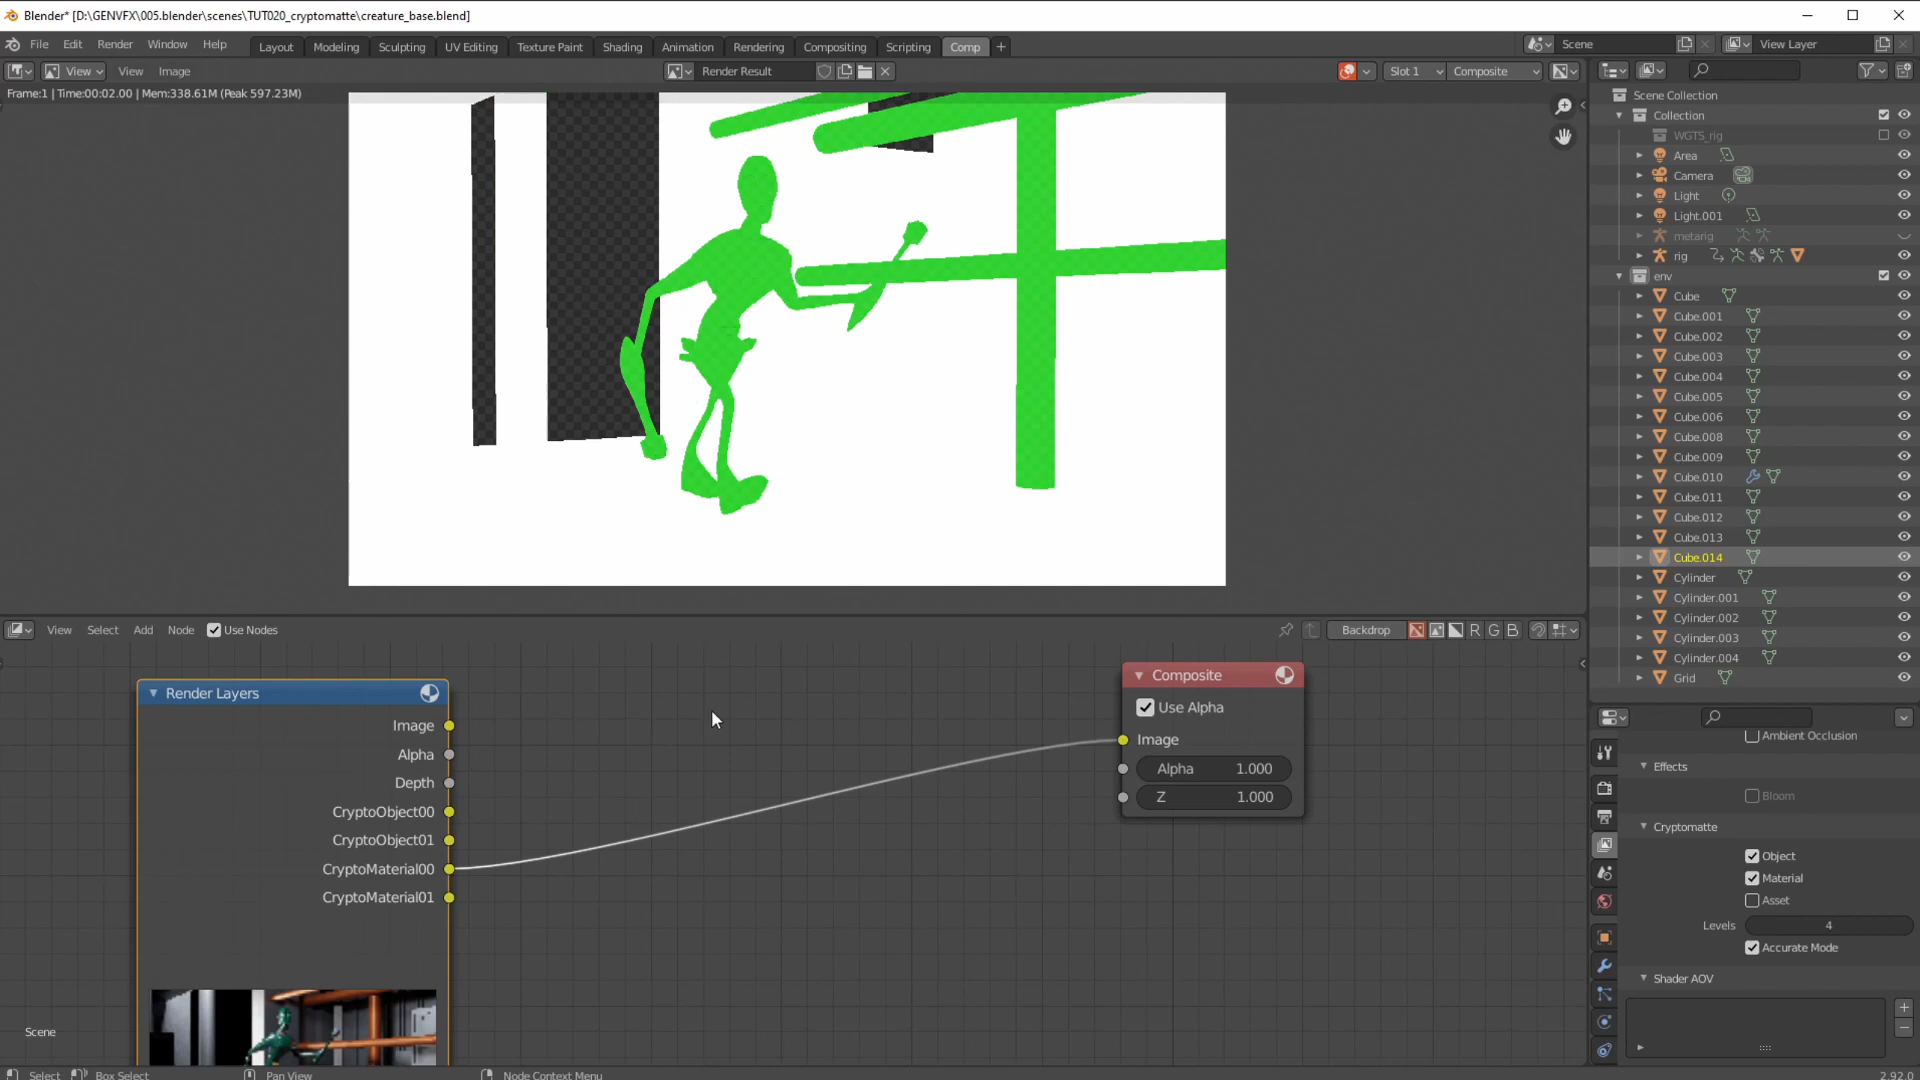 Blender* [D:\GENVFX\005.blender\scenes\TUT020_cryptomatte\creature_base.blend]
File Edit Render Window Help Layout Modeling Sculpting UV Editing Texture Paint Shading Animation Rendering Compositing Scripting Comp + Scene View Layer
View View Image Render Result Slot 1 Composite
Frame:1 | Time:00:02.00 | Mem:338.61M (Peak 597.23M)
Scene Collection
Collection
WGTS_rig
Area
Camera
Light
Light.001
metarig
rig
env
Cube
Cube.001
Cube.002
Cube.003
Cube.004
Cube.005
Cube.006
Cube.008
Cube.009
Cube.010
Cube.011
Cube.012
Cube.013
Cube.014
Cylinder
Cylinder.001
Cylinder.002
Cylinder.003
Cylinder.004
Grid
View Select Add Node Use Nodes Backdrop R G B
Render Layers
Image
Alpha
Depth
CryptoObject00
CryptoObject01
CryptoMaterial00
CryptoMaterial01
Composite
Use Alpha
Image
Alpha 1.000
Z 1.000
Ambient Occlusion
Effects
Bloom
Cryptomatte
Object
Material
Asset
Levels 4
Accurate Mode
Shader AOV
Scene
Select Box Select Pan View Node Context Menu 2.92.0